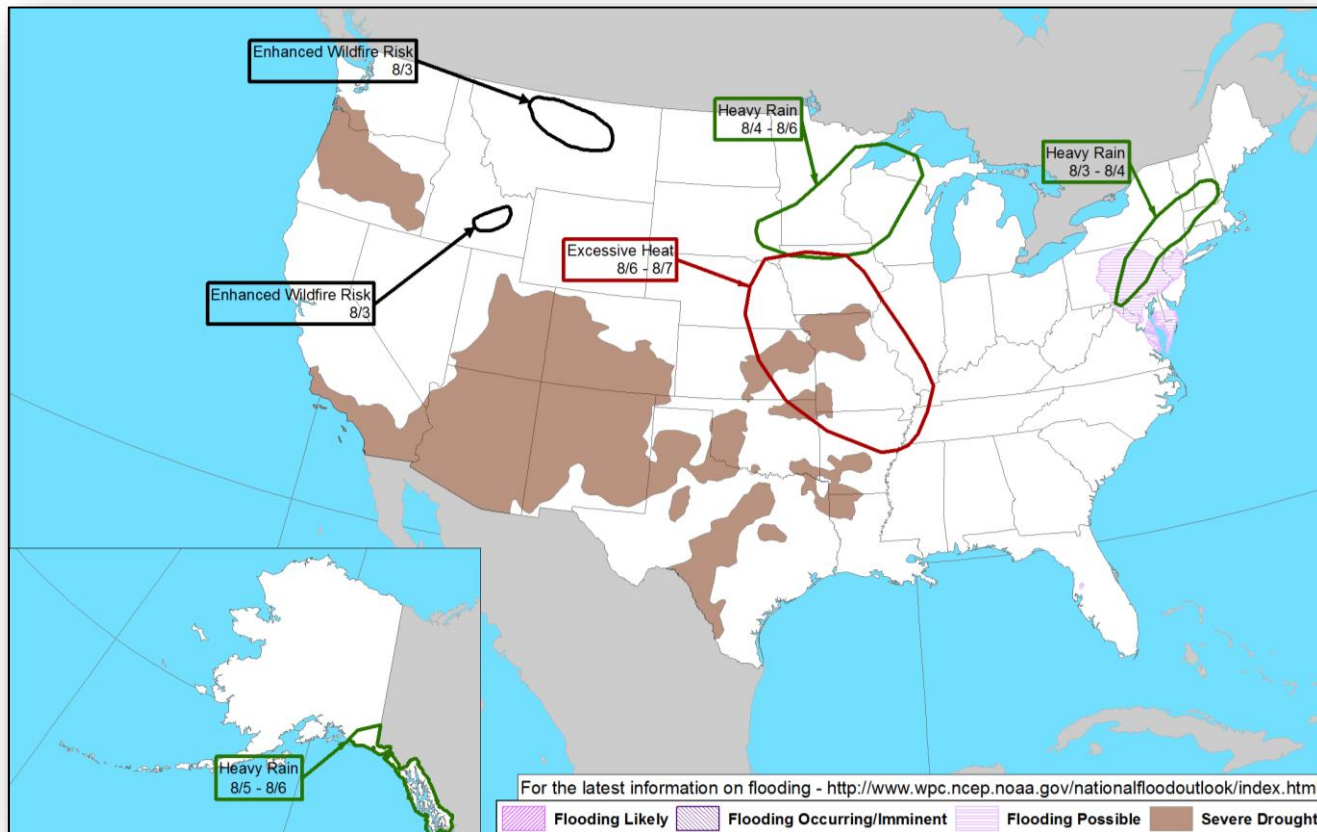 Enhanced Wildfire Risk
8/3
Heavy Rain
8/4 - 8/6
Heavy Rain
8/3 - 8/4
Excessive Heat
8/6 - 8/7
Enhanced Wildfire Risk
8/3
Heavy Rain
8/5 - 8/6
For the latest information on flooding - http://www.wpc.ncep.noaa.gov/nationalfloodoutlook/index.htm
Flooding Likely Flooding Occurring/Imminent Flooding Possible Severe Drought